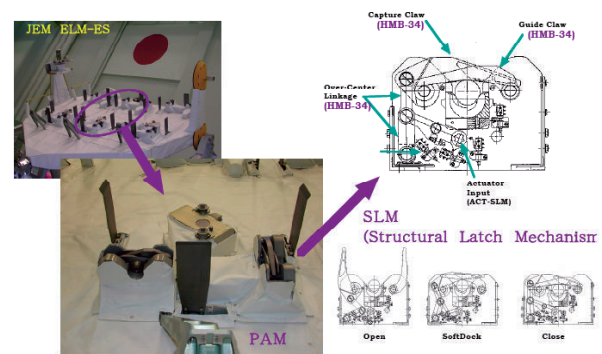 JEM ELM-ES
Capture Claw
(HMB-34)
Guide Claw
(HMB-34)
Over-Center
Linkage
(HMB-34)
Actuator
Input
(ACT-SLM)
SLM
(Structural Latch Mechanism
PAM
Open
SoftDock
Close